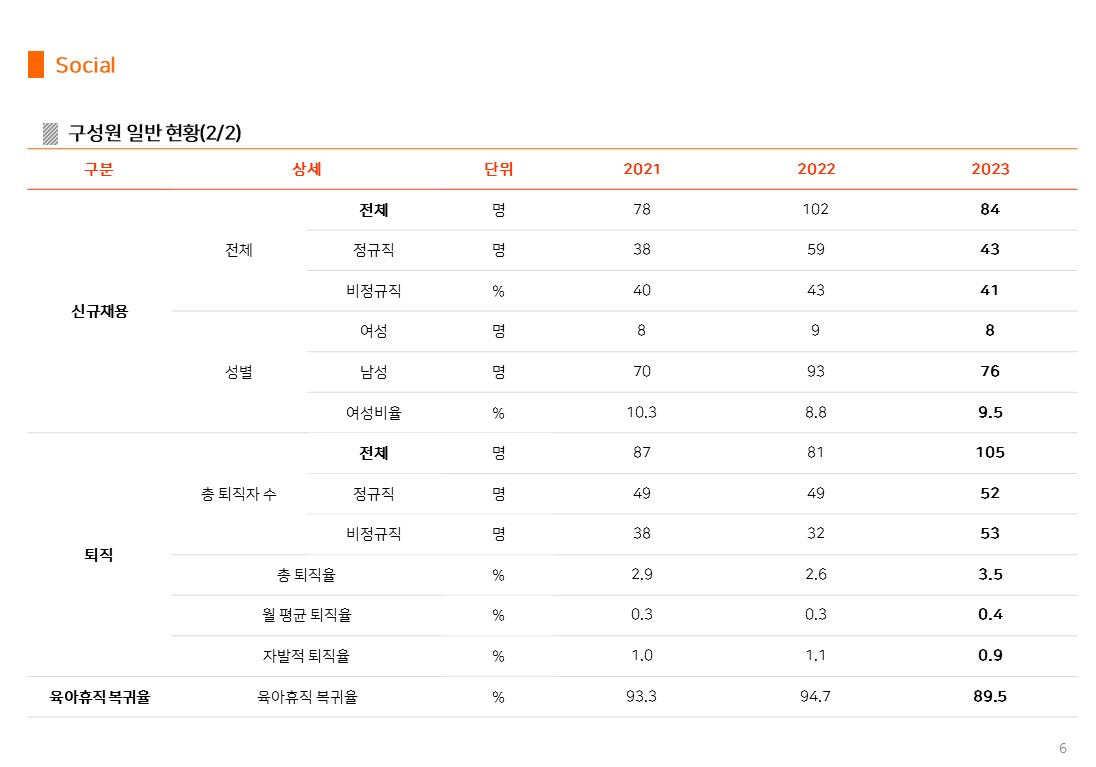 Social
구성원 일반 현황(2/2)
구분 상세 단위 2021 2022 2023
신규채용 전체 전체 명 78 102 84
정규직 명 38 59 43
비정규직 % 40 43 41
성별 여성 명 8 9 8
남성 명 70 93 76
여성비율 % 10.3 8.8 9.5
퇴직 총 퇴직자 수 전체 명 87 81 105
정규직 명 49 49 52
비정규직 명 38 32 53
총 퇴직율 % 2.9 2.6 3.5
월 평균 퇴직율 % 0.3 0.3 0.4
자발적 퇴직율 % 1.0 1.1 0.9
육아휴직 복귀율 육아휴직 복귀율 % 93.3 94.7 89.5
6